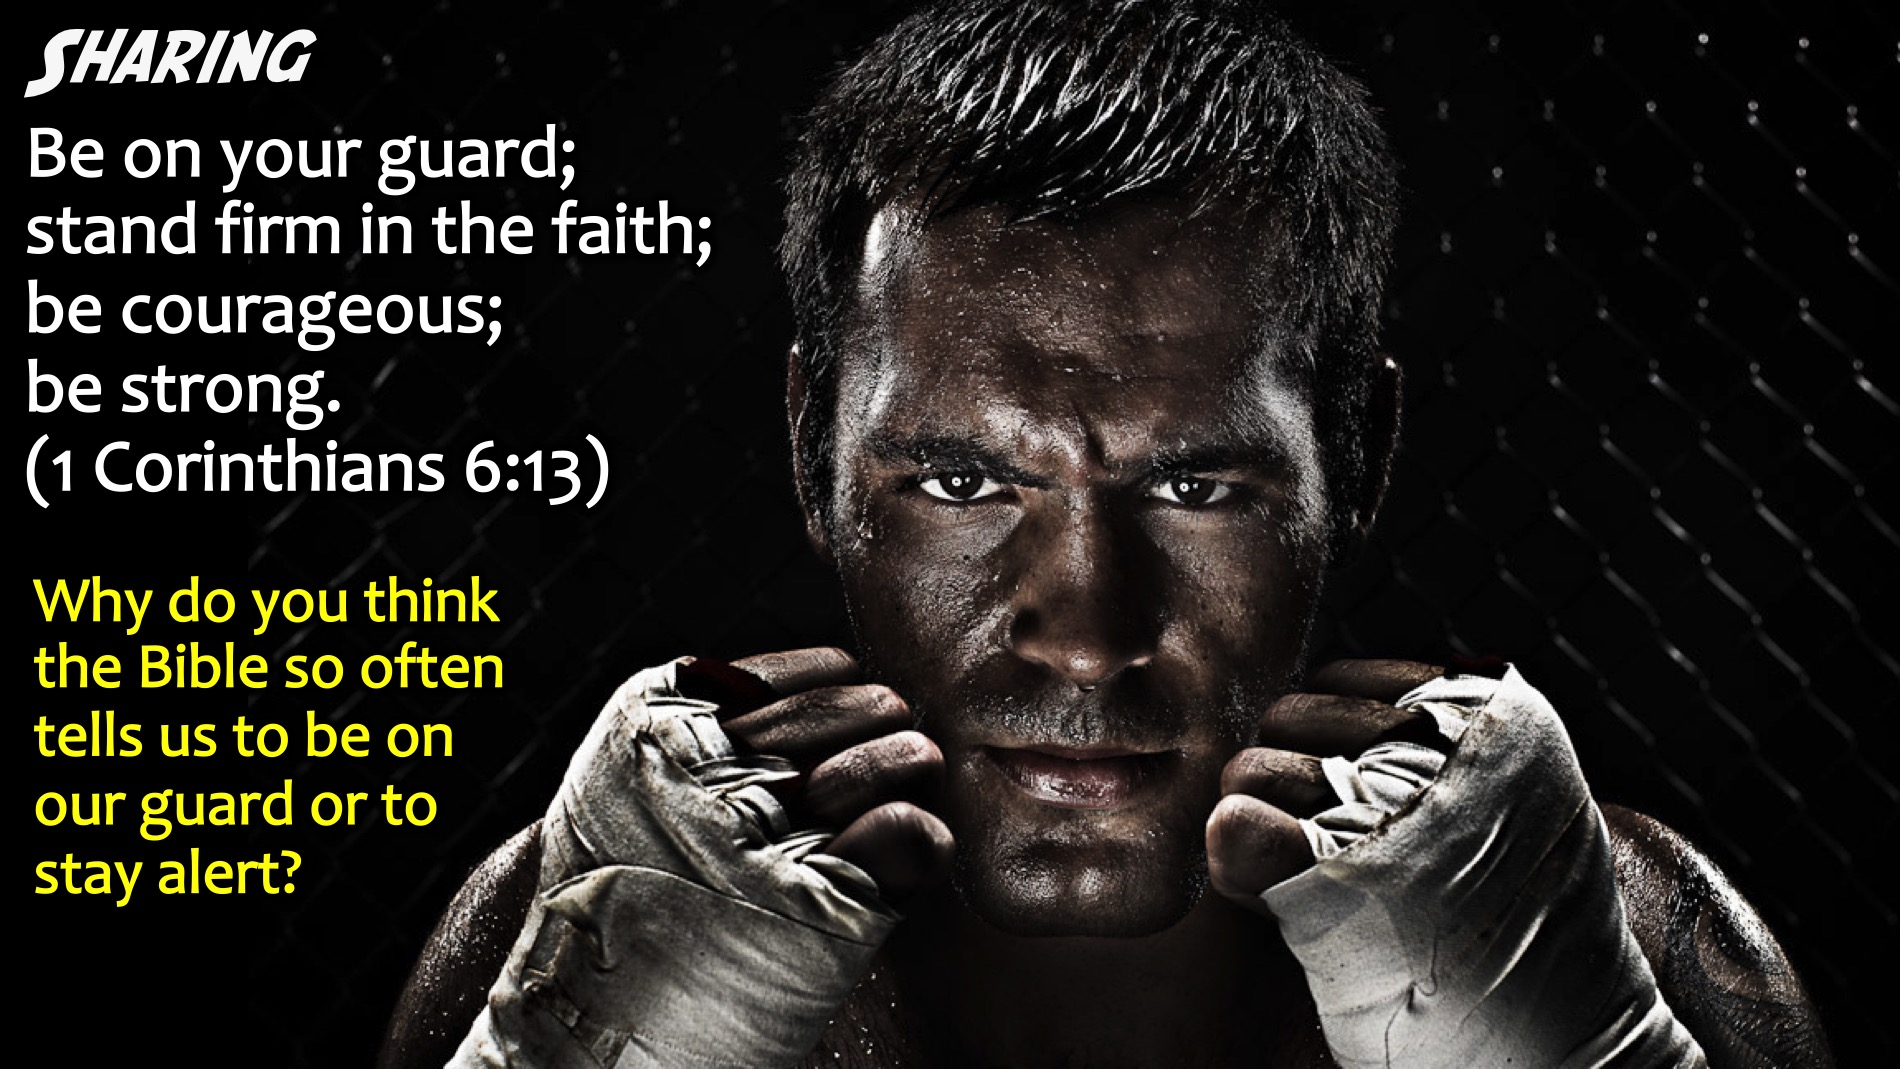 SHARING
Be on your guard;
stand firm in the faith;
be courageous;
be strong.
(1 Corinthians 6:13)
Why do you think
the Bible so often
tells us to be on
our guard or to
stay alert?